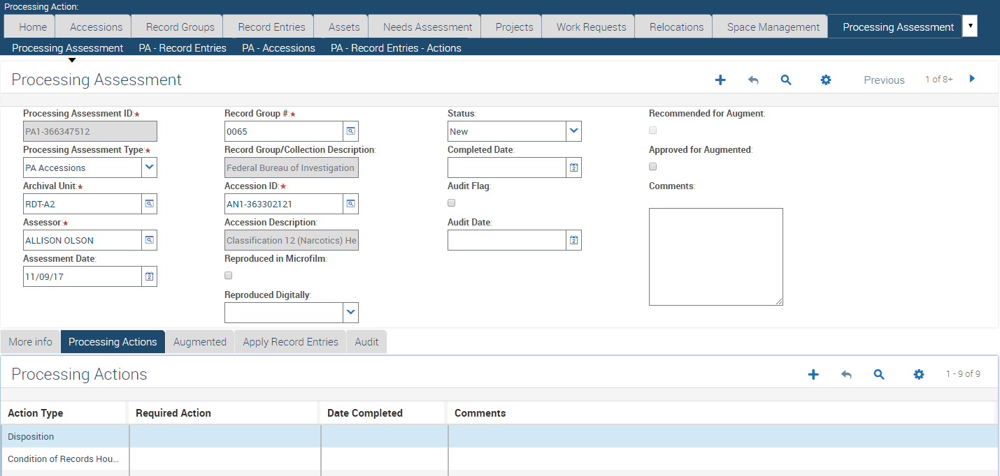 Processing Action:
Home Accessions Record Groups Record Entries Assets Needs Assessment Projects Work Requests Relocations Space Management Processing Assessment
Processing Assessment PA - Record Entries PA - Accessions PA - Record Entries - Actions
Processing Assessment Previous 1 of 8+
Processing Assessment ID:★ Record Group #:★ Status: Recommended for Augment:
PA1-366347512 0065 New
Processing Assessment Type:★ Record Group/Collection Description: Completed Date: Approved for Augmented:
PA Accessions Federal Bureau of Investigation
Archival Unit:★ Accession ID:★ Audit Flag: Comments:
RDT-A2 AN1-363302121
Assessor:★ Accession Description: Audit Date:
ALLISON OLSON Classification 12 (Narcotics) He
Assessment Date: Reproduced in Microfilm:
11/09/17
Reproduced Digitally:
More info Processing Actions Augmented Apply Record Entries Audit
Processing Actions 1 - 9 of 9
Action Type Required Action Date Completed Comments
Disposition
Condition of Records Hou...